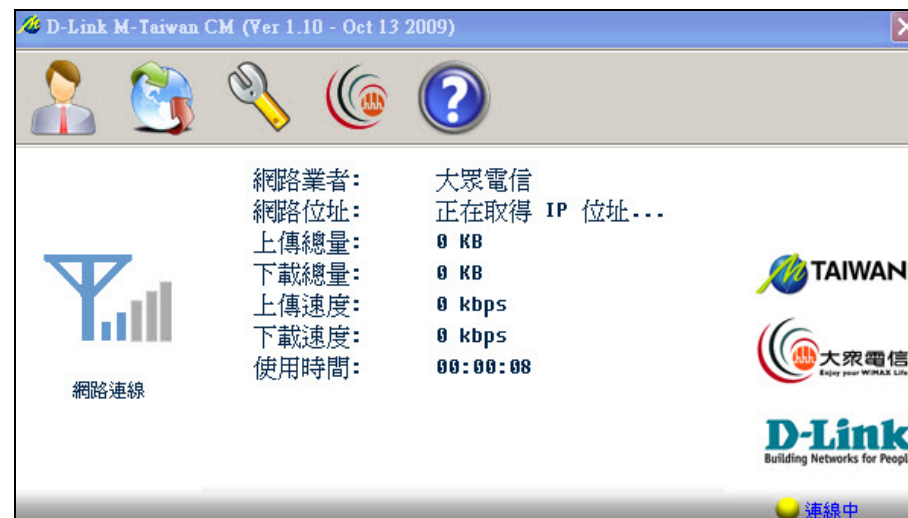 D-Link M-Taiwan CM (Ver 1.10 - Oct 13 2009)
網路業者: 大眾電信
網路位址: 正在取得 IP 位址...
上傳總量: 0 KB
下載總量: 0 KB
上傳速度: 0 kbps
下載速度: 0 kbps
使用時間: 00:00:08
網路連線
TAIWAN
大眾電信
Enjoy your WiMAX Life
D-Link
Building Networks for Peopl
連線中